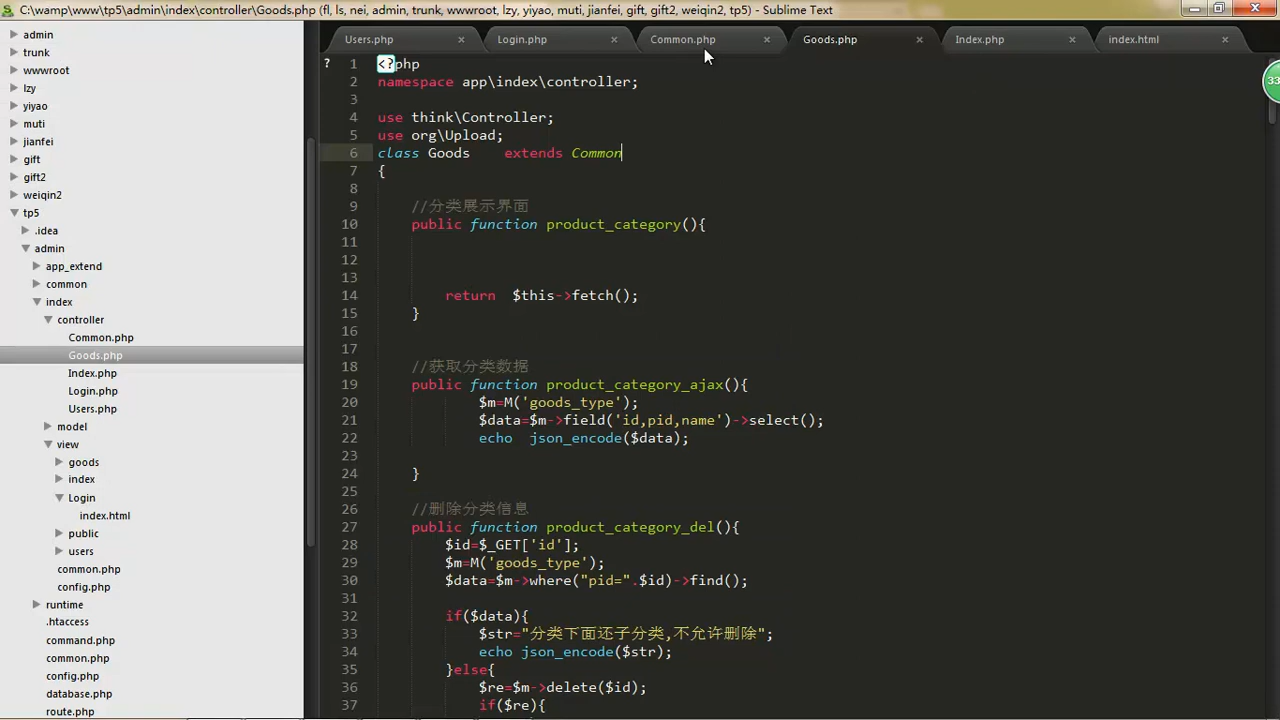 C:\wamp\www\tp5\admin\index\controller\Goods.php (fl, ls, nei, admin, trunk, wwwroot, lzy, yiyao, muti, jianfei, gift, gift2, weiqin2, tp5) - Sublime Text
admin
trunk
wwwroot
lzy
yiyao
muti
jianfei
gift
gift2
weiqin2
tp5
.idea
admin
app_extend
common
index
controller
Common.php
Goods.php
Index.php
Login.php
Users.php
model
view
goods
index
Login
index.html
public
users
common.php
config.php
runtime
.htaccess
command.php
common.php
config.php
database.php
route.php
Users.php × Login.php × Common.php × Goods.php × Index.php × index.html ×
33
? 1 <?php
2 namespace app\index\controller;
3
4 use think\Controller;
5 use org\Upload;
6 class Goods    extends Common
7 {
8
9 //分类展示界面
10 public function product_category(){
11
12
13
14 return  $this->fetch();
15 }
16
17
18 //获取分类数据
19 public function product_category_ajax(){
20 $m=M('goods_type');
21 $data=$m->field('id,pid,name')->select();
22 echo  json_encode($data);
23
24 }
25
26 //删除分类信息
27 public function product_category_del(){
28 $id=$_GET['id'];
29 $m=M('goods_type');
30 $data=$m->where("pid=".$id)->find();
31
32 if($data){
33 $str="分类下面还子分类,不允许删除";
34 echo json_encode($str);
35 }else{
36 $re=$m->delete($id);
37 if($re){